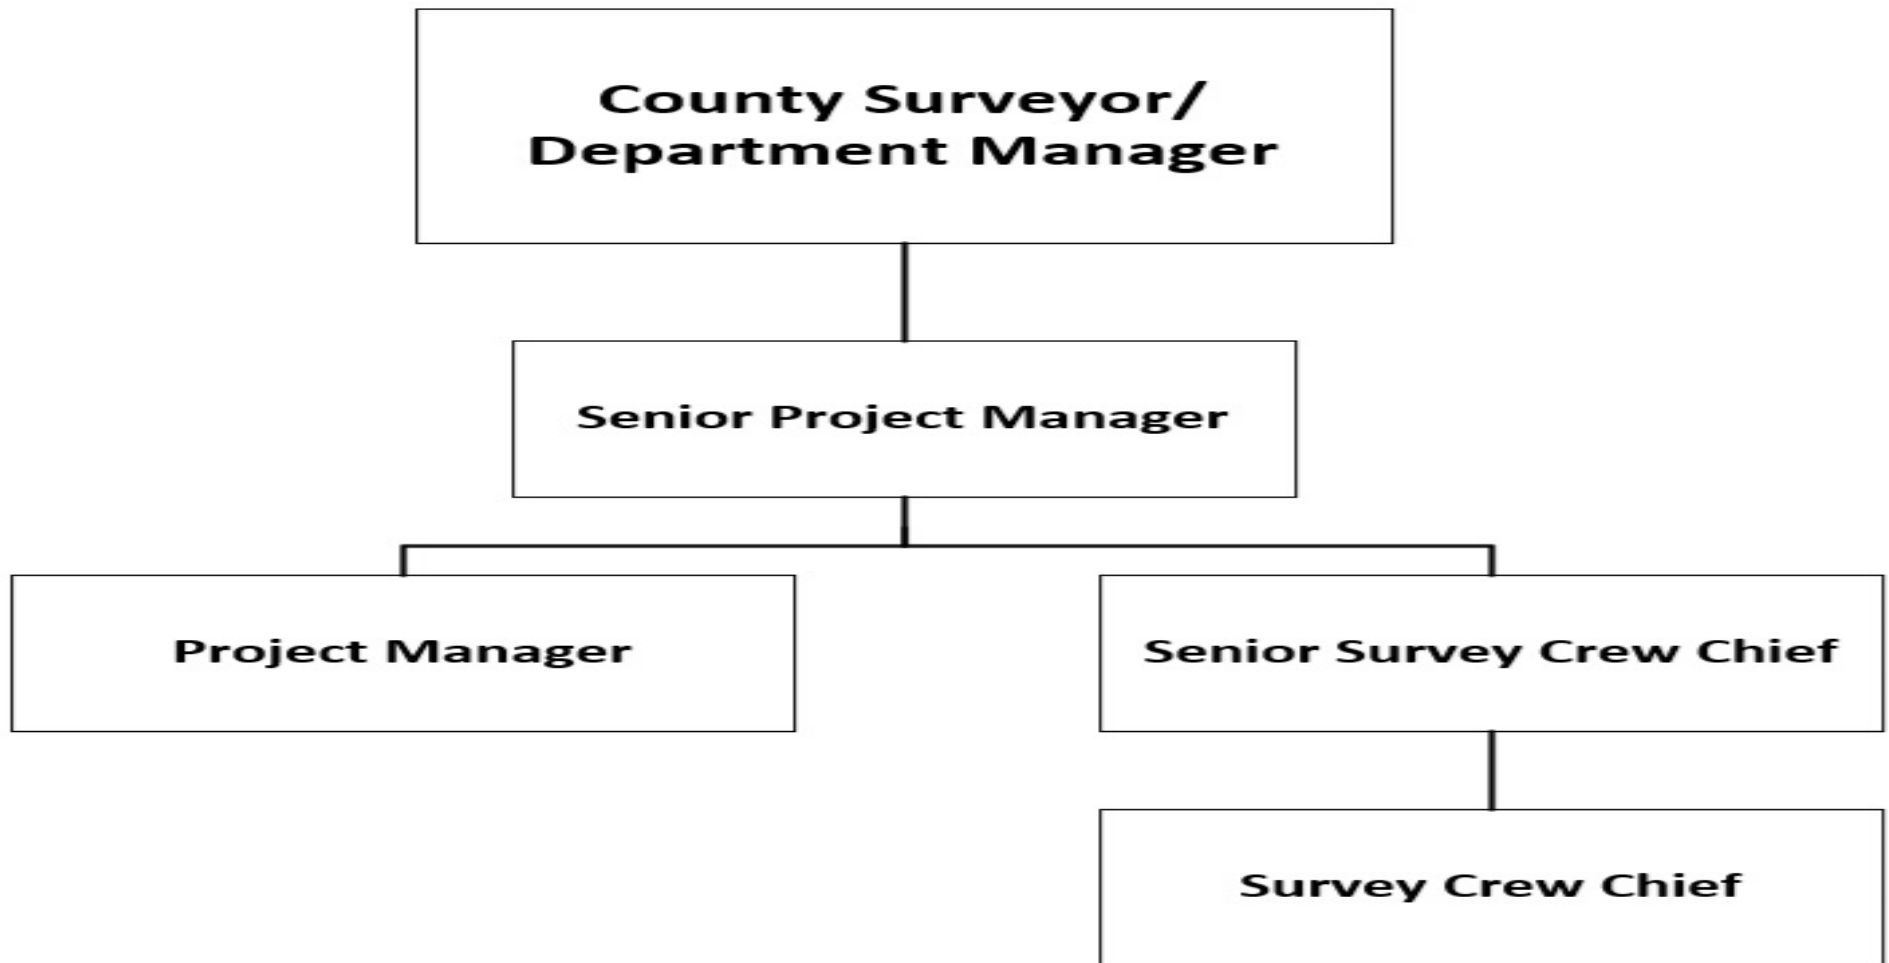 County Surveyor/
Department Manager
Senior Project Manager
Project Manager
Senior Survey Crew Chief
Survey Crew Chief